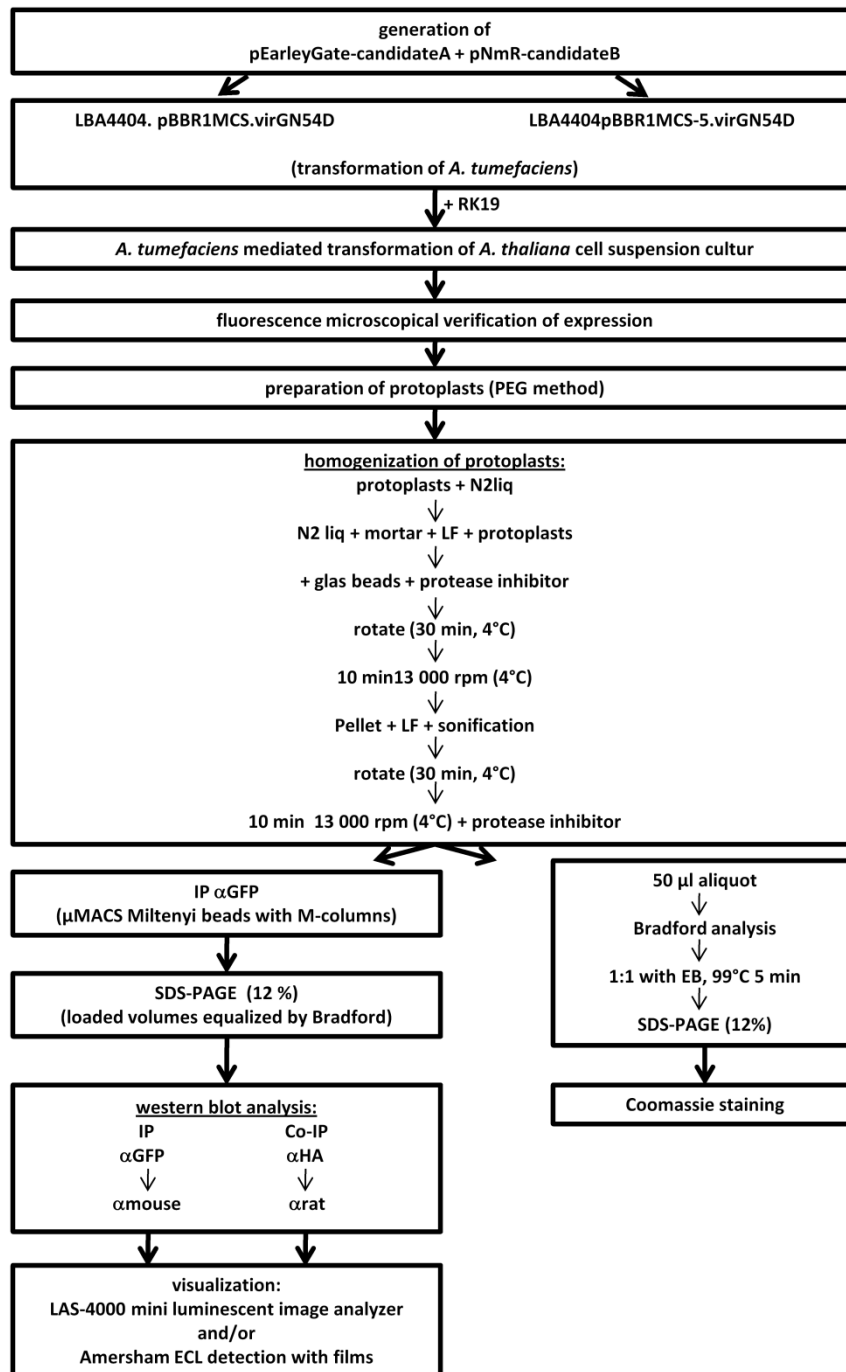 generation of
pEarleyGate-candidateA + pNmR-candidateB
LBA4404. pBBR1MCS.virGN54D
LBA4404pBBR1MCS-5.virGN54D
(transformation of A. tumefaciens)
+ RK19
A. tumefaciens mediated transformation of A. thaliana cell suspension cultur
fluorescence microscopical verification of expression
preparation of protoplasts (PEG method)
homogenization of protoplasts:
protoplasts + N2liq
N2 liq + mortar + LF + protoplasts
+ glas beads + protease inhibitor
rotate (30 min, 4°C)
10 min13 000 rpm (4°C)
Pellet + LF + sonification
rotate (30 min, 4°C)
10 min 13 000 rpm (4°C) + protease inhibitor
IP αGFP
(µMACS Miltenyi beads with M-columns)
SDS-PAGE (12 %)
(loaded volumes equalized by Bradford)
western blot analysis:
IP Co-IP
αGFP αHA
αmouse αrat
visualization:
LAS-4000 mini luminescent image analyzer
and/or
Amersham ECL detection with films
50 µl aliquot
Bradford analysis
1:1 with EB, 99°C 5 min
SDS-PAGE (12%)
Coomassie staining